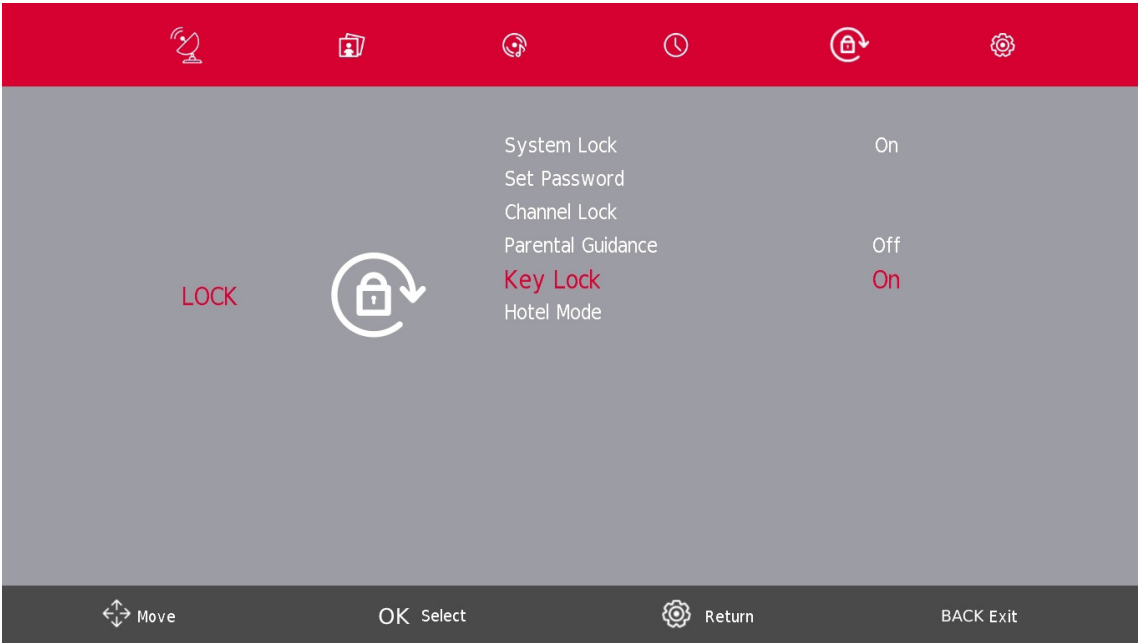 System Lock On
Set Password
Channel Lock
Parental Guidance Off
Key Lock On
LOCK
Hotel Mode
Move OK Select Return BACK Exit